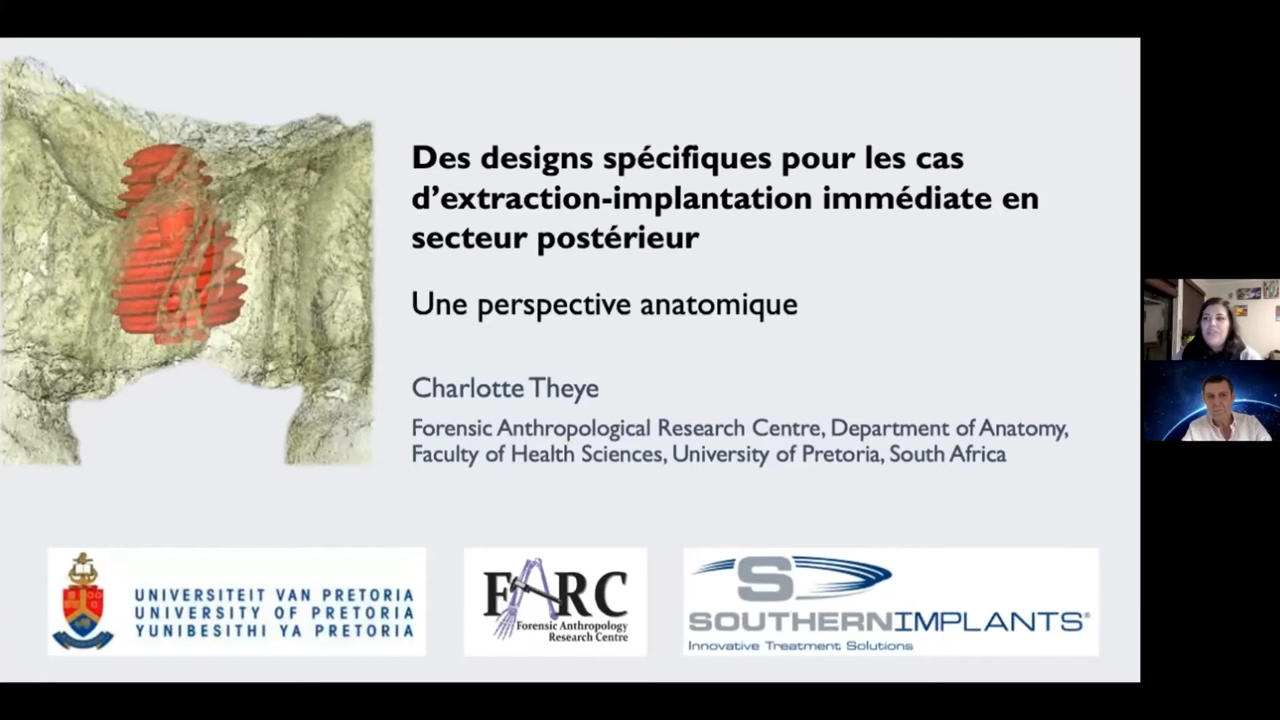 Des designs spécifiques pour les cas
d’extraction-implantation immédiate en
secteur postérieur
Une perspective anatomique
Charlotte Theye
Forensic Anthropological Research Centre, Department of Anatomy,
Faculty of Health Sciences, University of Pretoria, South Africa
UNIVERSITEIT VAN PRETORIA
UNIVERSITY OF PRETORIA
YUNIBESITHI YA PRETORIA
FARC
Forensic Anthropology
Research Centre
S
SOUTHERNIMPLANTS®
Innovative Treatment Solutions